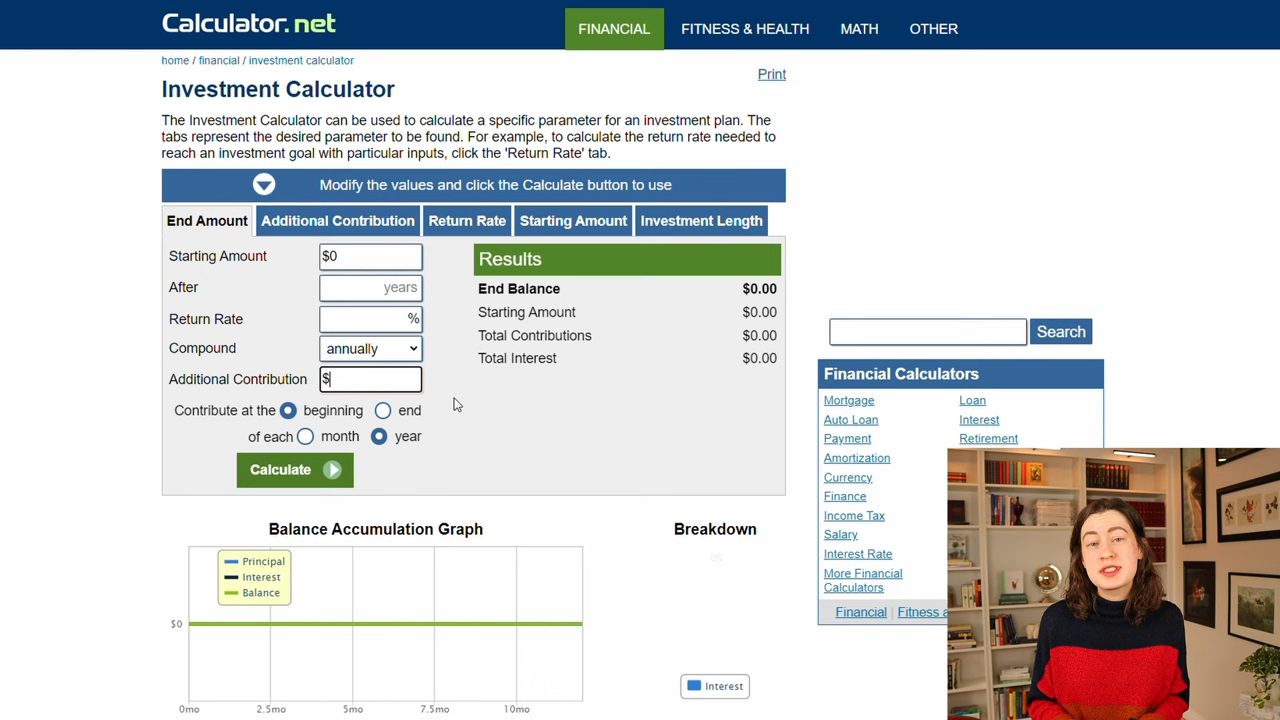 Calculator.net
FINANCIAL
FITNESS & HEALTH
MATH
OTHER
home / financial / investment calculator
Print
Investment Calculator
The Investment Calculator can be used to calculate a specific parameter for an investment plan. The
tabs represent the desired parameter to be found. For example, to calculate the return rate needed to
reach an investment goal with particular inputs, click the 'Return Rate' tab.
Modify the values and click the Calculate button to use
End Amount
Additional Contribution
Return Rate
Starting Amount
Investment Length
Starting Amount
$0
After
years
Return Rate
%
Compound
annually
Additional Contribution
$
Contribute at the
beginning
end
of each
month
year
Calculate
Results
End Balance $0.00
Starting Amount $0.00
Total Contributions $0.00
Total Interest $0.00
Search
Financial Calculators
Mortgage
Loan
Auto Loan
Interest
Payment
Retirement
Amortization
Currency
Finance
Income Tax
Salary
Interest Rate
More Financial
Calculators
Financial | Fitness a
Balance Accumulation Graph
Principal
Interest
Balance
$0
0mo
2.5mo
5mo
7.5mo
10mo
Breakdown
0%
Interest